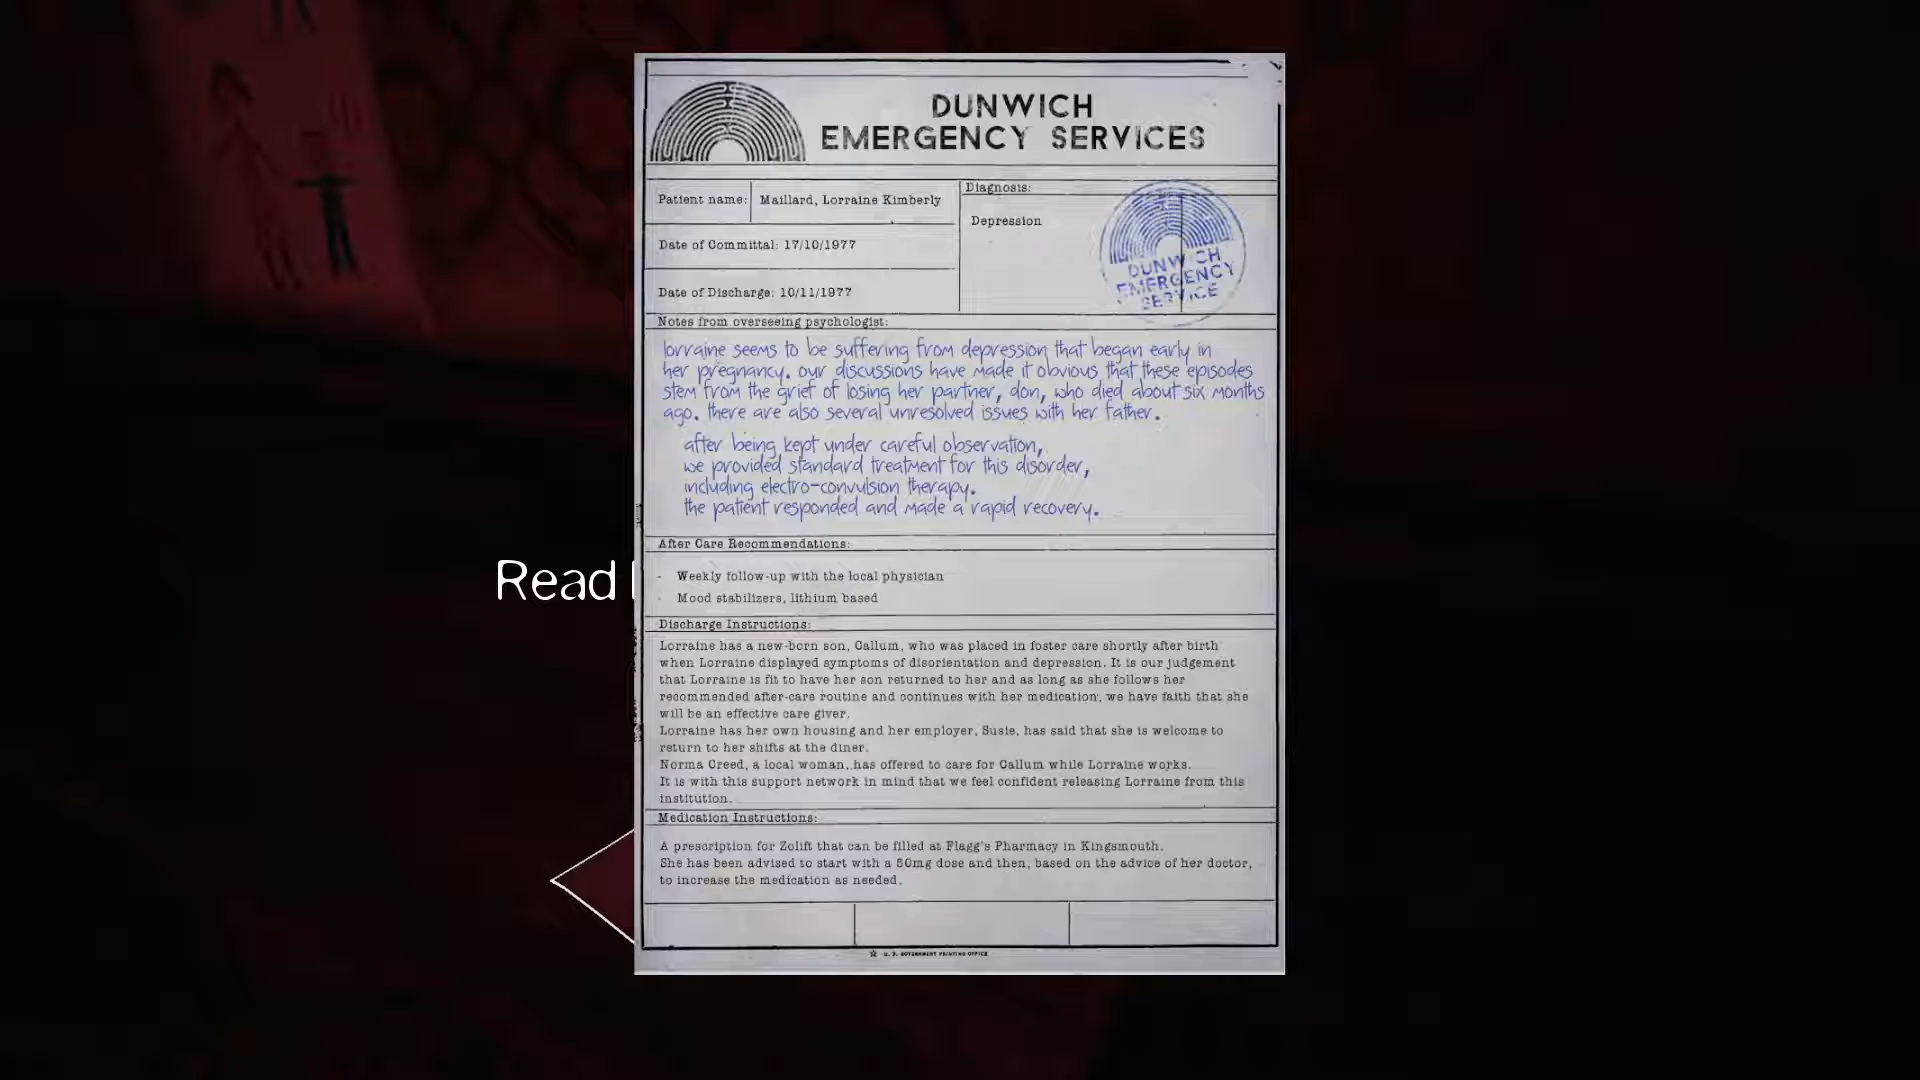 DUNWICH
EMERGENCY SERVICES
Patient name: Maillard, Lorraine Kimberly
Date of Committal: 17/10/1977
Date of Discharge: 10/11/1977
Diagnosis:
Depression
DUNWICH
EMERGENCY
SERVICE
Notes from overseeing psychologist:
lorraine seems to be suffering from depression that began early in
her pregnancy. our discussions have made it obvious that these episodes
stem from the grief of losing her partner, don, who died about six months
ago. there are also several unresolved issues with her father.
after being kept under careful observation,
we provided standard treatment for this disorder,
including electro-convulsion therapy.
the patient responded and made a rapid recovery.
Read
After Care Recommendations:
- Weekly follow-up with the local physician
- Mood stabilizers, lithium based
Discharge Instructions:
Lorraine has a new-born son, Callum, who was placed in foster care shortly after birth
when Lorraine displayed symptoms of disorientation and depression. It is our judgement
that Lorraine is fit to have her son returned to her and as long as she follows her
recommended after-care routine and continues with her medication, we have faith that she
will be an effective care giver.
Lorraine has her own housing and her employer, Susie, has said that she is welcome to
return to her shifts at the diner.
Norma Creed, a local woman, has offered to care for Callum while Lorraine works.
It is with this support network in mind that we feel confident releasing Lorraine from this
institution.
Medication Instructions:
A prescription for Zolift that can be filled at Flagg's Pharmacy in Kingsmouth.
She has been advised to start with a 50mg dose and then, based on the advice of her doctor,
to increase the medication as needed.
U. S. GOVERNMENT PRINTING OFFICE